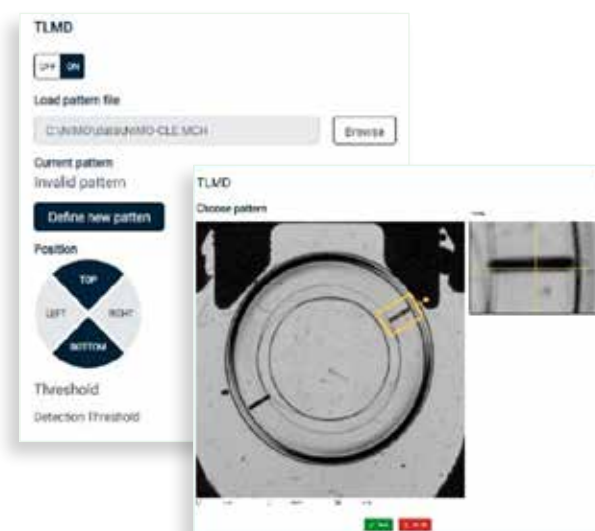 TLMD
OFF ON
Load pattern file
Browse
Current pattern
Invalid pattern
Define new patten
Position
TOP
LEFT RIGHT
BOTTOM
Threshold
Detection Threshold
TLMD
Choose pattern